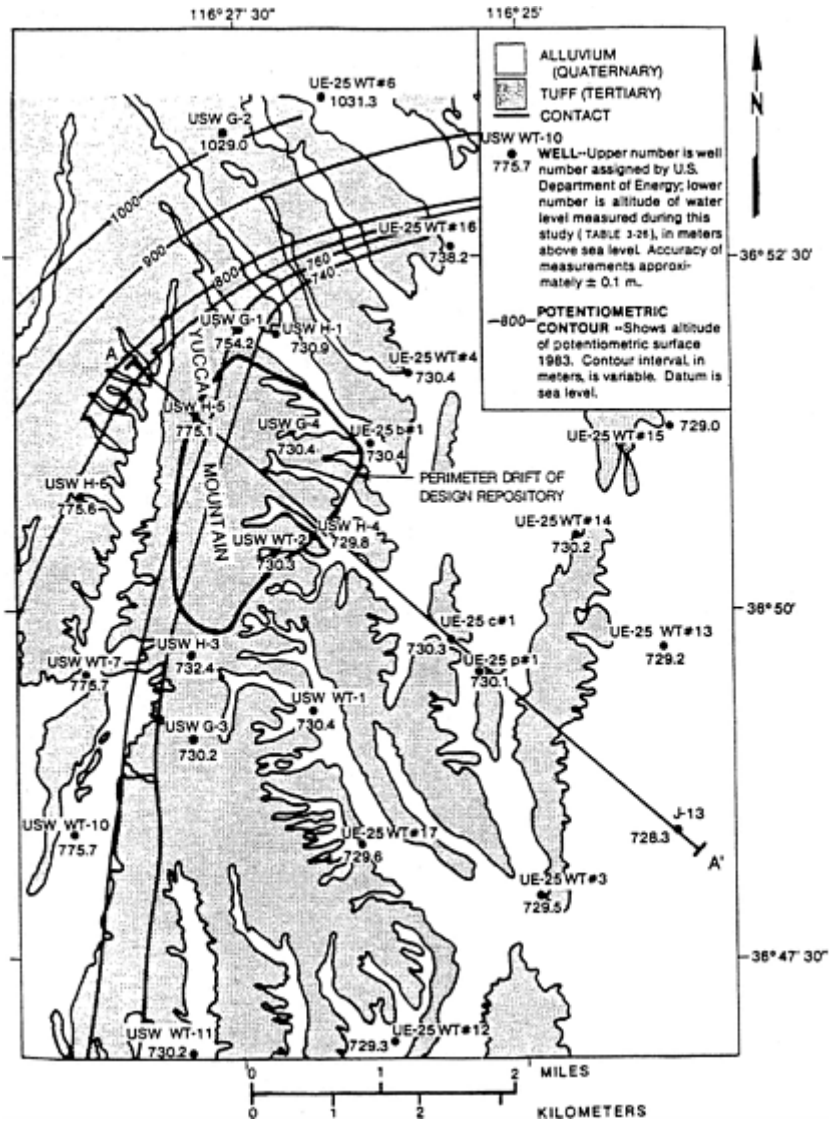 116° 27' 30"
116° 25'
ALLUVIUM
(QUATERNARY)
TUFF (TERTIARY)
CONTACT
USW WT-10
775.7
WELL--Upper number is well
number assigned by U.S.
Department of Energy; lower
number is altitude of water
level measured during this
study (TABLE 3-26), in meters
above sea level. Accuracy of
measurements approxi-
mately ± 0.1 m.
—800—
POTENTIOMETRIC
CONTOUR --Shows altitude
of potentiometric surface
1983. Contour interval, in
meters, is variable. Datum is
sea level.
N
UE-25 WT#6
1031.3
USW G-2
1029.0
1000
900
800
760
740
UE-25 WT#16
738.2
36° 52' 30
USW G-1
754.2
USW H-1
730.9
A
YUCCA
MOUNTAIN
UE-25 WT#4
730.4
USW H-5
775.1
USW G-4
730.4
UE-25 b#1
730.4
729.0
UE-25 WT#15
PERIMETER DRIFT OF
DESIGN REPOSITORY
USW H-6
775.6
UE-25 WT#14
730.2
USW H-4
729.8
USW WT-2
730.3
36° 50'
UE-25 c#1
730.3
UE-25 p#1
730.1
UE-25 WT#13
729.2
USW H-3
732.4
USW WT-7
775.7
USW WT-1
730.4
USW G-3
730.2
USW WT-10
775.7
UE-25 WT#17
729.6
J-13
728.3
A'
UE-25 WT#3
729.5
36° 47' 30
USW WT-11
730.2
UE-25 WT#12
729.3
0 1 2 MILES
0 1 2 KILOMETERS